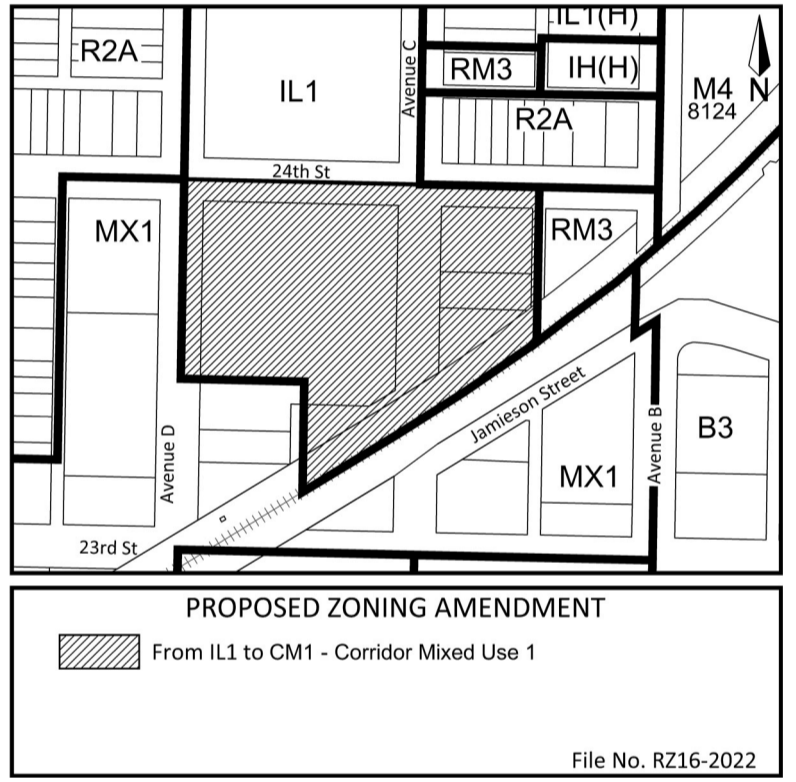 IL1(H)
R2A
Avenue C
RM3
IH(H)
IL1
M4
8124
N
R2A
24th St
MX1
RM3
Jamieson Street
B3
Avenue D
Avenue B
MX1
23rd St
PROPOSED ZONING AMENDMENT
From IL1 to CM1 - Corridor Mixed Use 1
File No. RZ16-2022